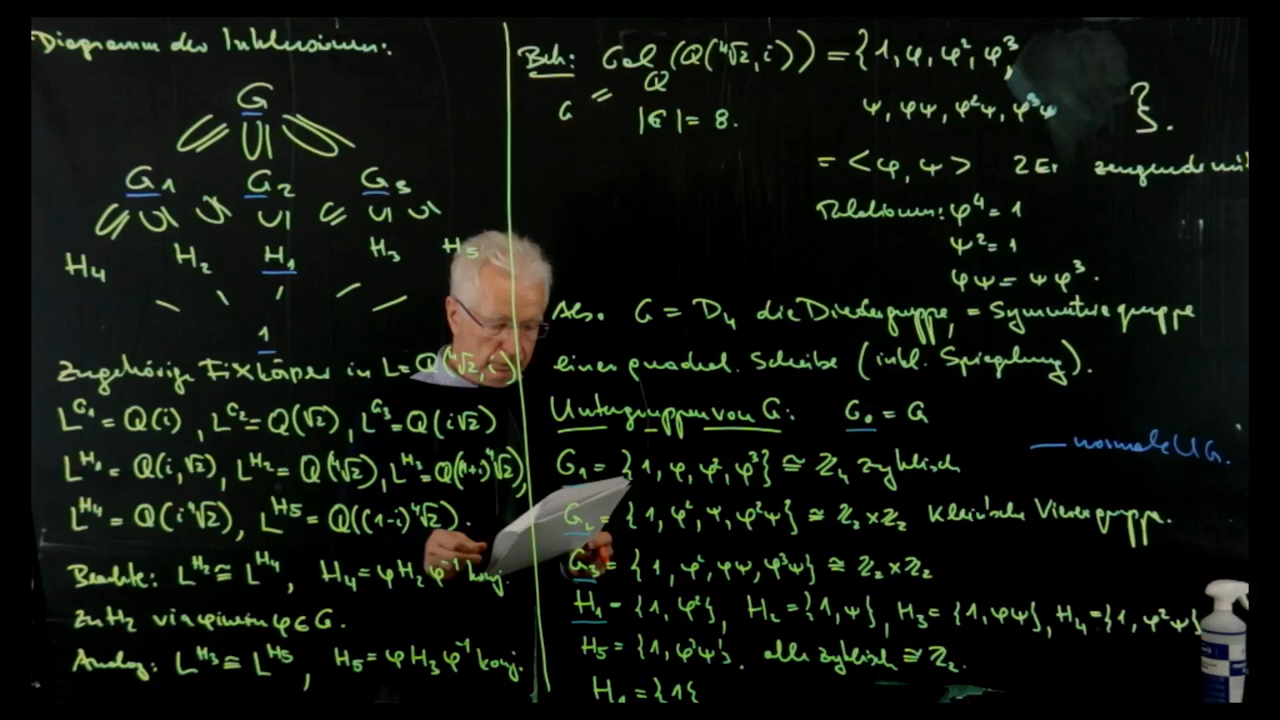 Diagramm der Inklusionen:
G
G₁ G₂ G₃
H₄ H₂ H₁ H₃ H₅
1
Zugehörige Fixkörper in L = Q(⁴√2, i)
L^G₁ = Q(i), L^G₂ = Q(√2), L^G₃ = Q(i√2)
L^H₁ = Q(i, √2), L^H₂ = Q(⁴√2), L^H₃ = Q((1+i)⁴√2),
L^H₄ = Q(i⁴√2), L^H₅ = Q((1-i)⁴√2).
Beachte: L^H₂ ≅ L^H₄, H₄ = φH₂φ⁻¹ konj.
zu H₂ via φ ∈ G.
Analog: L^H₃ ≅ L^H₅, H₅ = φH₃φ⁻¹ konj.
Beh: Gal(Q(⁴√2, i)) = {1, φ, φ², φ³,
Q
G = |G| = 8. ψ, φψ, φ²ψ, φ³ψ }.
= <φ, ψ> 2 Erzeugende mit
Relationen: φ⁴ = 1
ψ² = 1
φψ = ψφ³.
Also G = D₄ die Diedergruppe, = Symmetriegruppe
einer quadrat. Scheibe (inkl. Spiegelung).
Untergruppen von G: G₀ = G
— normale UG.
G₁ = {1, φ, φ², φ³} ≅ Z₄ zyklisch
G₂ = {1, φ², ψ, φ²ψ} ≅ Z₂×Z₂ Klein'sche Vierergruppe.
G₃ = {1, φ², φψ, φ³ψ} ≅ Z₂×Z₂
H₁ = {1, φ²}, H₂ = {1, ψ}, H₃ = {1, φψ}, H₄ = {1, φ²ψ}
H₅ = {1, φ³ψ}. alle zyklisch ≅ Z₂.
H₁ = {1{